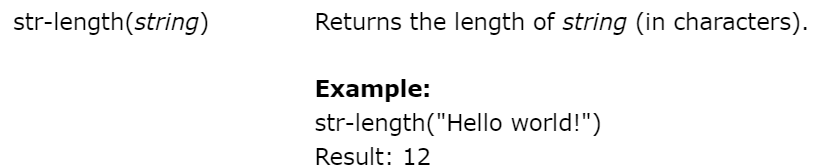 str-length(string) Returns the length of string (in characters).
Example:
str-length("Hello world!")
Result: 12